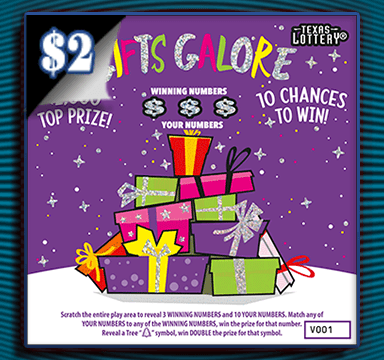 $2
TEXAS
LOTTERY®
FTS GALORE
WINNING NUMBERS
$ $ $
10 CHANCES
TO WIN!
TOP PRIZE!
YOUR NUMBERS
Scratch the entire play area to reveal 3 WINNING NUMBERS and 10 YOUR NUMBERS. Match any of
YOUR NUMBERS to any of the WINNING NUMBERS, win the prize for that number.
Reveal a Tree " " symbol, win DOUBLE the prize for that symbol.
V001